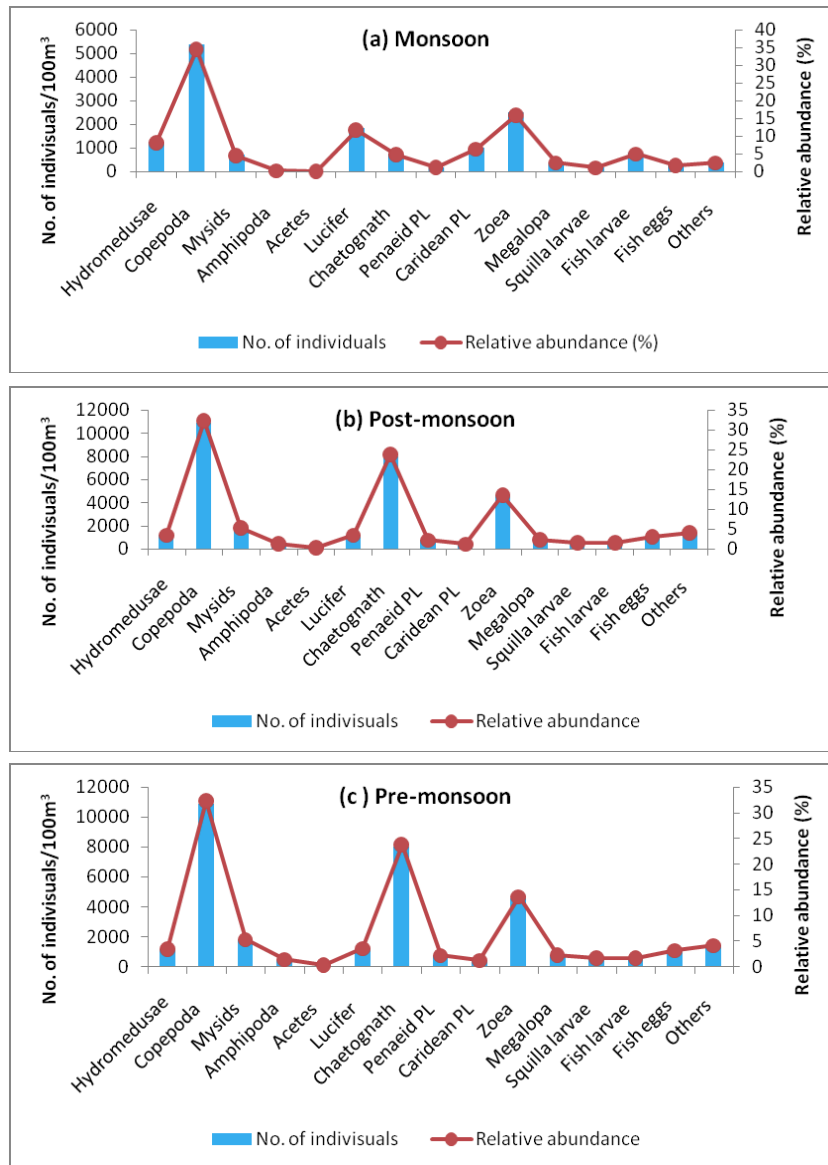 (a) Monsoon
No. of indivisuals/100m³
6000
5000
4000
3000
2000
1000
0
40
35
30
25
20
15
10
5
0
Relative abundance (%)
Hydromedusae
Copepoda
Mysids
Amphipoda
Acetes
Lucifer
Chaetognath
Penaeid PL
Caridean PL
Zoea
Megalopa
Squilla larvae
Fish larvae
Fish eggs
Others
No. of individuals
Relative abundance (%)
(b) Post-monsoon
No. of individuals/100m³
12000
10000
8000
6000
4000
2000
0
35
30
25
20
15
10
5
0
Relative abundance (%)
Hydromedusae
Copepoda
Mysids
Amphipoda
Acetes
Lucifer
Chaetognath
Penaeid PL
Caridean PL
Zoea
Megalopa
Squilla larvae
Fish larvae
Fish eggs
Others
No. of indivisuals
Relative abundance
(c ) Pre-monsoon
No. of individuals/100m³
12000
10000
8000
6000
4000
2000
0
35
30
25
20
15
10
5
0
Relative abundance (%)
Hydromedusae
Copepoda
Mysids
Amphipoda
Acetes
Lucifer
Chaetognath
Penaeid PL
Caridean PL
Zoea
Megalopa
Squilla larvae
Fish larvae
Fish eggs
Others
No. of individuals
Relative abundance